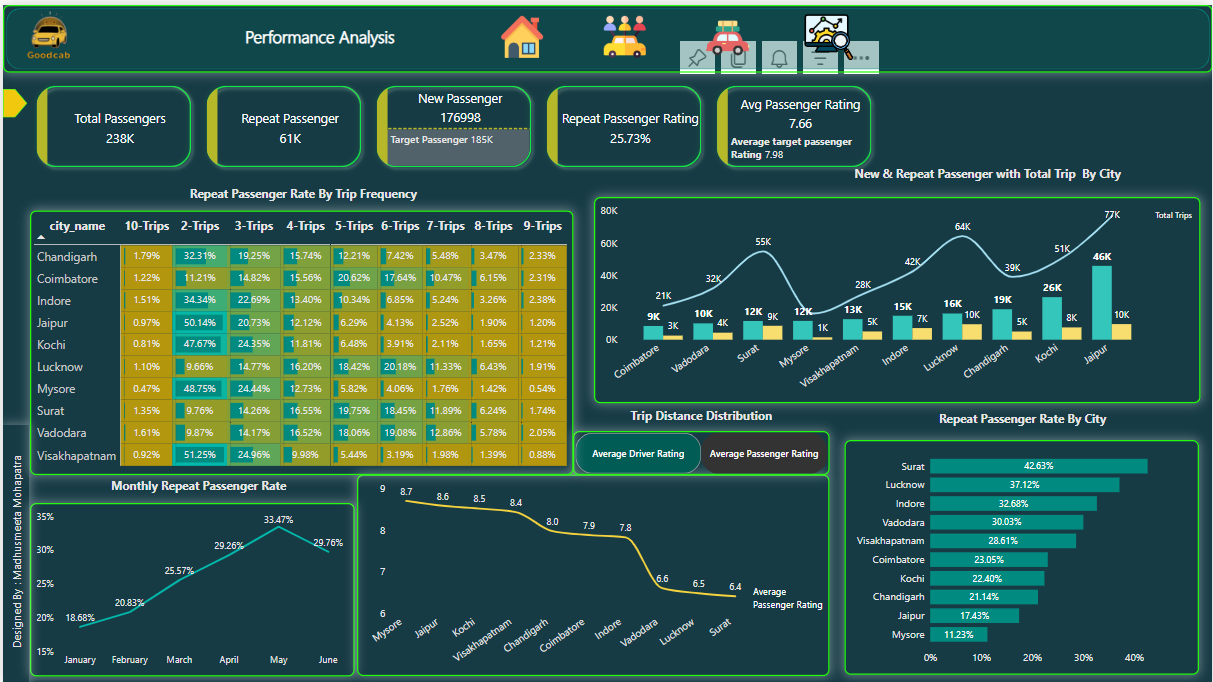 Goodcab
Performance Analysis
Total Passengers
238K
Repeat Passenger
61K
New Passenger
176998
Target Passenger 185K
Repeat Passenger Rating
25.73%
Avg Passenger Rating
7.66
Average target passenger
Rating 7.98
Repeat Passenger Rate By Trip Frequency
city_name 10-Trips 2-Trips 3-Trips 4-Trips 5-Trips 6-Trips 7-Trips 8-Trips 9-Trips
Chandigarh 1.79% 32.31% 19.25% 15.74% 12.21% 7.42% 5.48% 3.47% 2.33%
Coimbatore 1.22% 11.21% 14.82% 15.56% 20.62% 17.64% 10.47% 6.15% 2.31%
Indore 1.51% 34.34% 22.69% 13.40% 10.34% 6.85% 5.24% 3.26% 2.38%
Jaipur 0.97% 50.14% 20.73% 12.12% 6.29% 4.13% 2.52% 1.90% 1.20%
Kochi 0.81% 47.67% 24.35% 11.81% 6.48% 3.91% 2.11% 1.65% 1.21%
Lucknow 1.10% 9.66% 14.77% 16.20% 18.42% 20.18% 11.33% 6.43% 1.91%
Mysore 0.47% 48.75% 24.44% 12.73% 5.82% 4.06% 1.76% 1.42% 0.54%
Surat 1.35% 9.76% 14.26% 16.55% 19.75% 18.45% 11.89% 6.24% 1.74%
Vadodara 1.61% 9.87% 14.17% 16.52% 18.06% 19.08% 12.86% 5.78% 2.05%
Visakhapatnam 0.92% 51.25% 24.96% 9.98% 5.44% 3.19% 1.98% 1.39% 0.88%
New & Repeat Passenger with Total Trip By City
80K
60K
40K
20K
0K
Total Trips
21K 32K 55K 28K 42K 64K 39K 51K 77K
9K 10K 12K 12K 13K 15K 16K 19K 26K 46K
3K 4K 9K 1K 5K 7K 10K 5K 8K 10K
Coimbatore Vadodara Surat Mysore Visakhapatnam Indore Lucknow Chandigarh Kochi Jaipur
Trip Distance Distribution
Average Driver Rating
Average Passenger Rating
9
8
7
6
8.7 8.6 8.5 8.4 8.0 7.9 7.8 6.6 6.5 6.4
Average
Passenger Rating
Mysore Jaipur Kochi Visakhapatnam Chandigarh Coimbatore Indore Vadodara Lucknow Surat
Repeat Passenger Rate By City
Surat 42.63%
Lucknow 37.12%
Indore 32.68%
Vadodara 30.03%
Visakhapatnam 28.61%
Coimbatore 23.05%
Kochi 22.40%
Chandigarh 21.14%
Jaipur 17.43%
Mysore 11.23%
0% 10% 20% 30% 40%
Monthly Repeat Passenger Rate
35%
30%
25%
20%
15%
18.68% 20.83% 25.57% 29.26% 33.47% 29.76%
January February March April May June
Designed By : Madhusmeeta Mohapatra